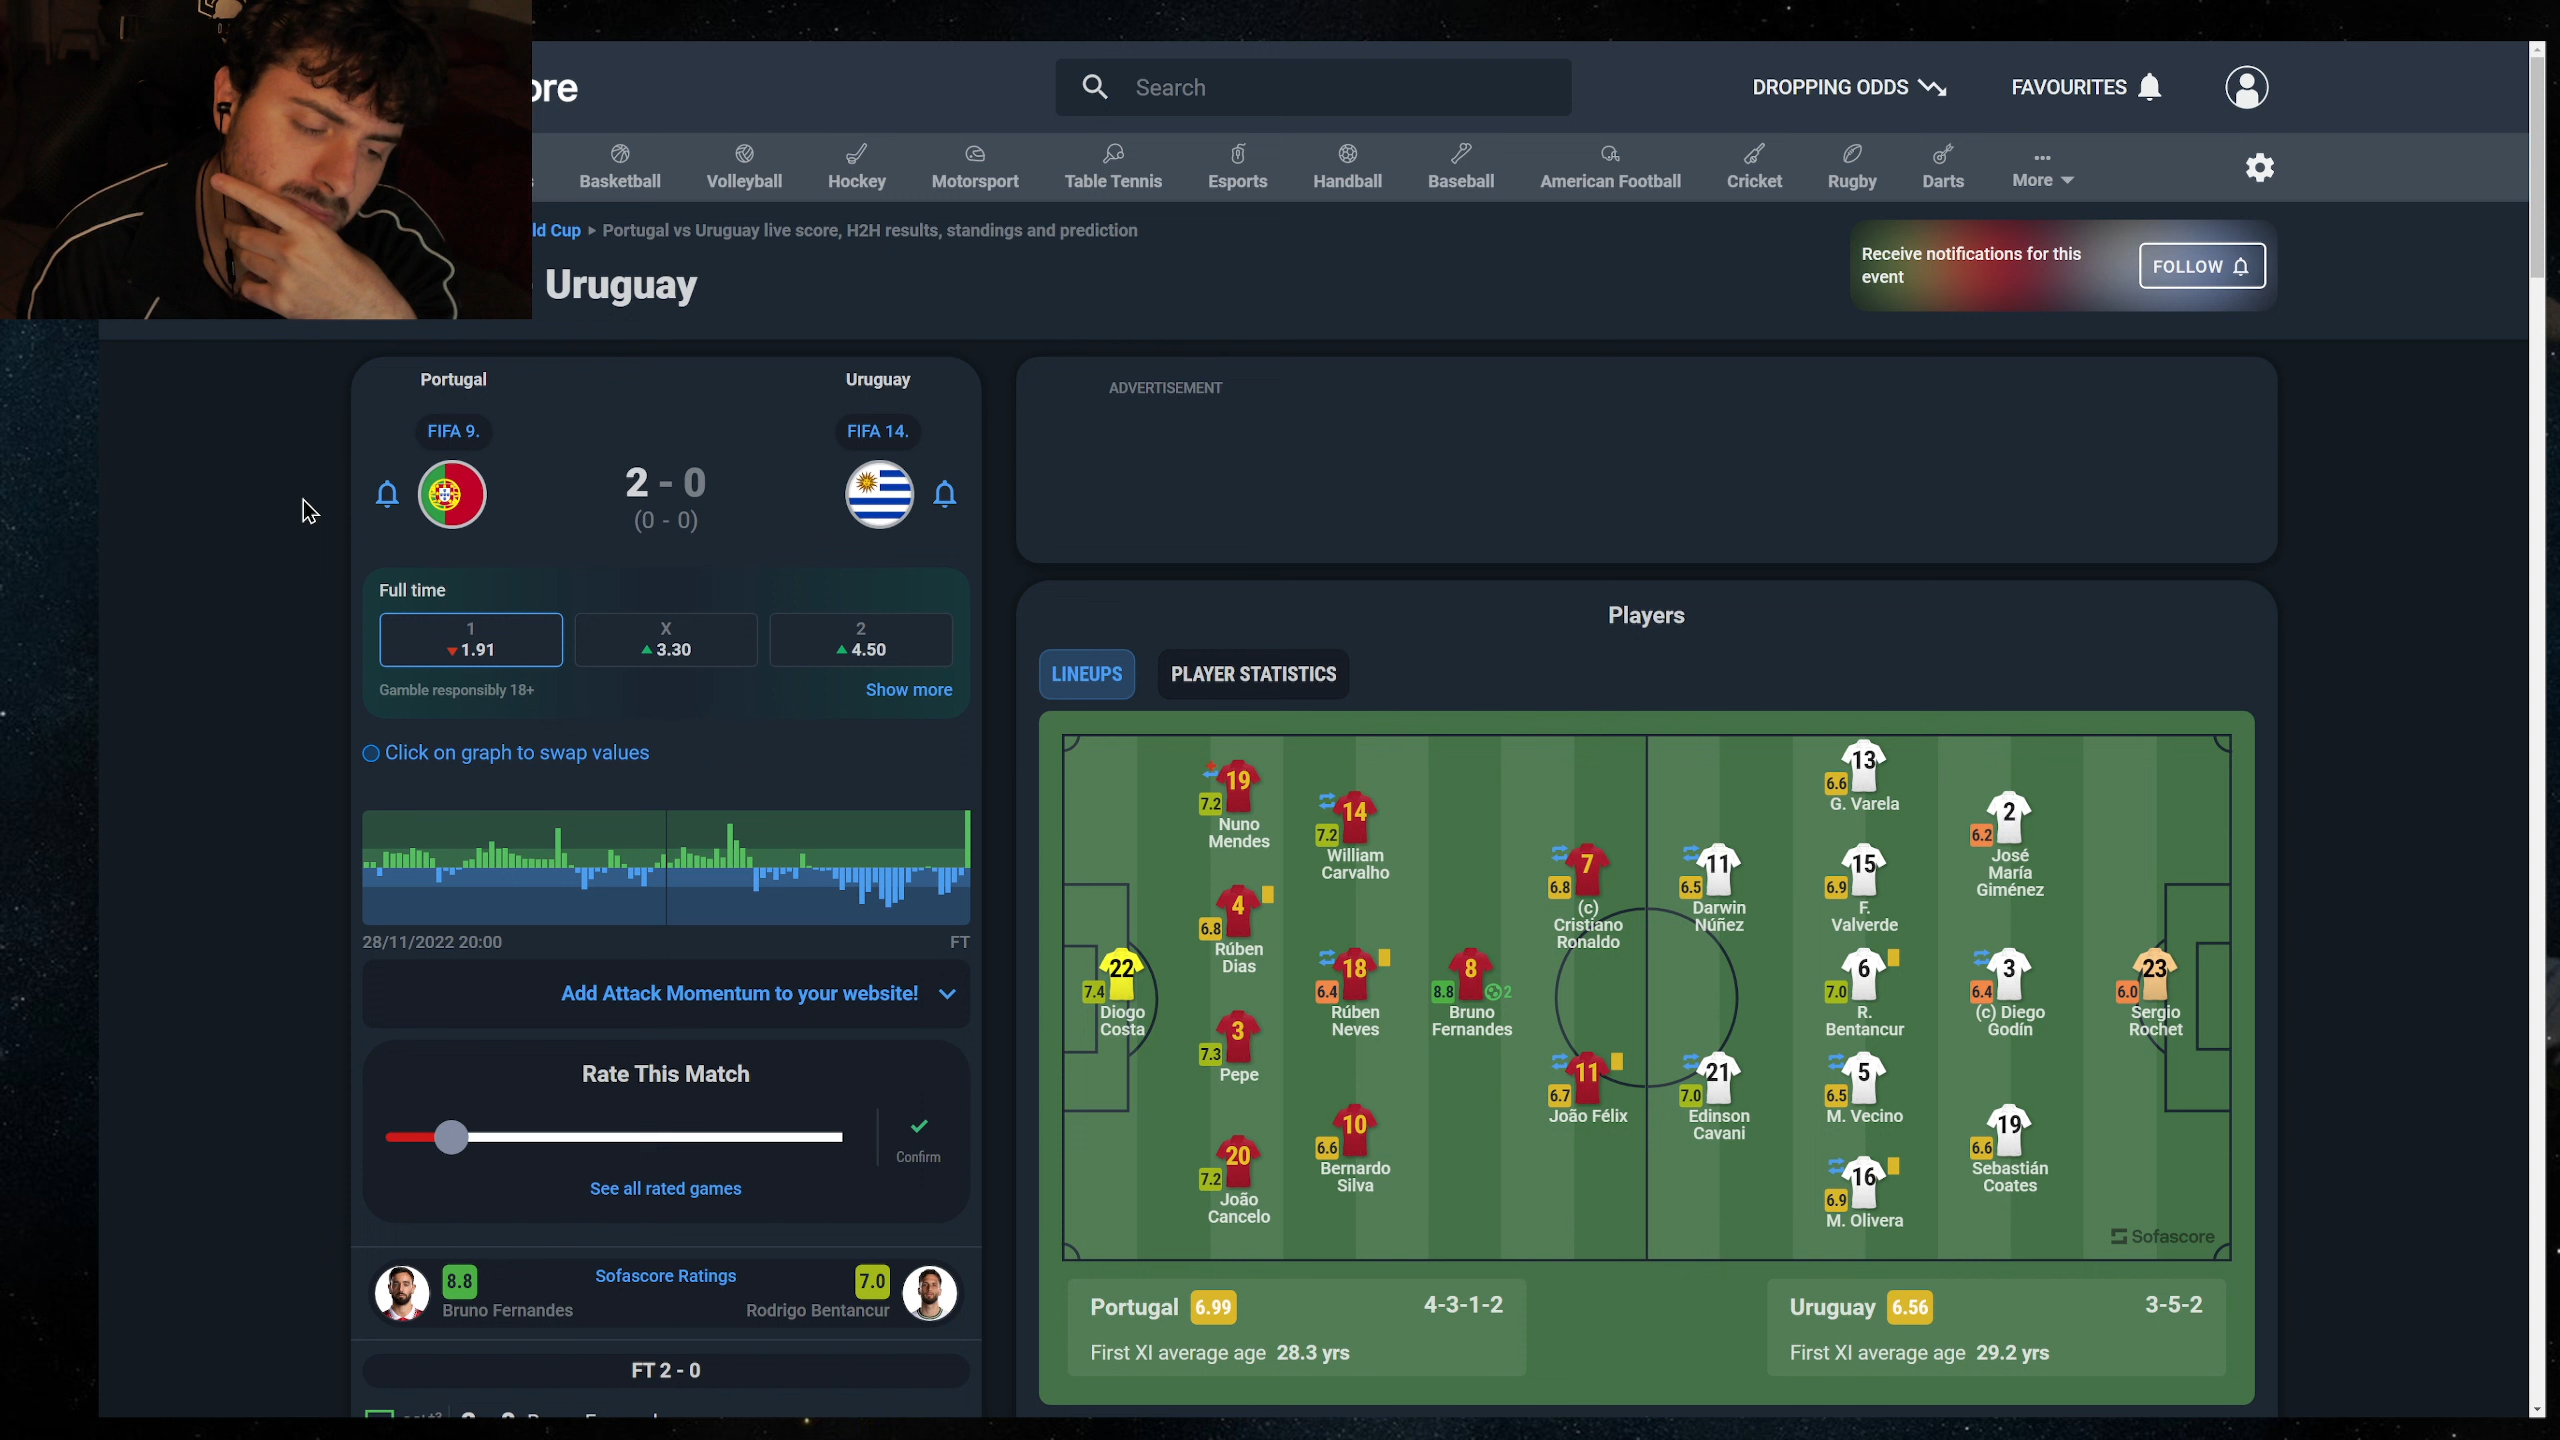 ore
Search
DROPPING ODDS
FAVOURITES
Basketball
Volleyball
Hockey
Motorsport
Table Tennis
Esports
Handball
Baseball
American Football
Cricket
Rugby
Darts
More
ld Cup ▸ Portugal vs Uruguay live score, H2H results, standings and prediction
Uruguay
Receive notifications for this
event
FOLLOW
Portugal
Uruguay
FIFA 9.
FIFA 14.
2 - 0
(0 - 0)
Full time
1
1.91
X
3.30
2
4.50
Gamble responsibly 18+
Show more
Click on graph to swap values
28/11/2022 20:00
FT
Add Attack Momentum to your website!
Rate This Match
Confirm
See all rated games
8.8
Bruno Fernandes
Sofascore Ratings
7.0
Rodrigo Bentancur
FT 2 - 0
ADVERTISEMENT
Players
LINEUPS
PLAYER STATISTICS
22
7.4
Diogo
Costa
19
7.2
Nuno
Mendes
4
6.8
Rúben
Dias
3
7.3
Pepe
20
7.2
João
Cancelo
14
7.2
William
Carvalho
18
6.4
Rúben
Neves
10
6.6
Bernardo
Silva
8
8.8
2
Bruno
Fernandes
7
6.8
(c)
Cristiano
Ronaldo
11
6.7
João Félix
11
6.5
Darwin
Núñez
21
7.0
Edinson
Cavani
13
6.6
G. Varela
15
6.9
F.
Valverde
6
7.0
R.
Bentancur
5
6.5
M. Vecino
16
6.9
M. Olivera
2
6.2
José
María
Giménez
3
6.4
(c) Diego
Godín
19
6.6
Sebastián
Coates
23
6.0
Sergio
Rochet
Sofascore
Portugal 6.99
4-3-1-2
First XI average age 28.3 yrs
Uruguay 6.56
3-5-2
First XI average age 29.2 yrs